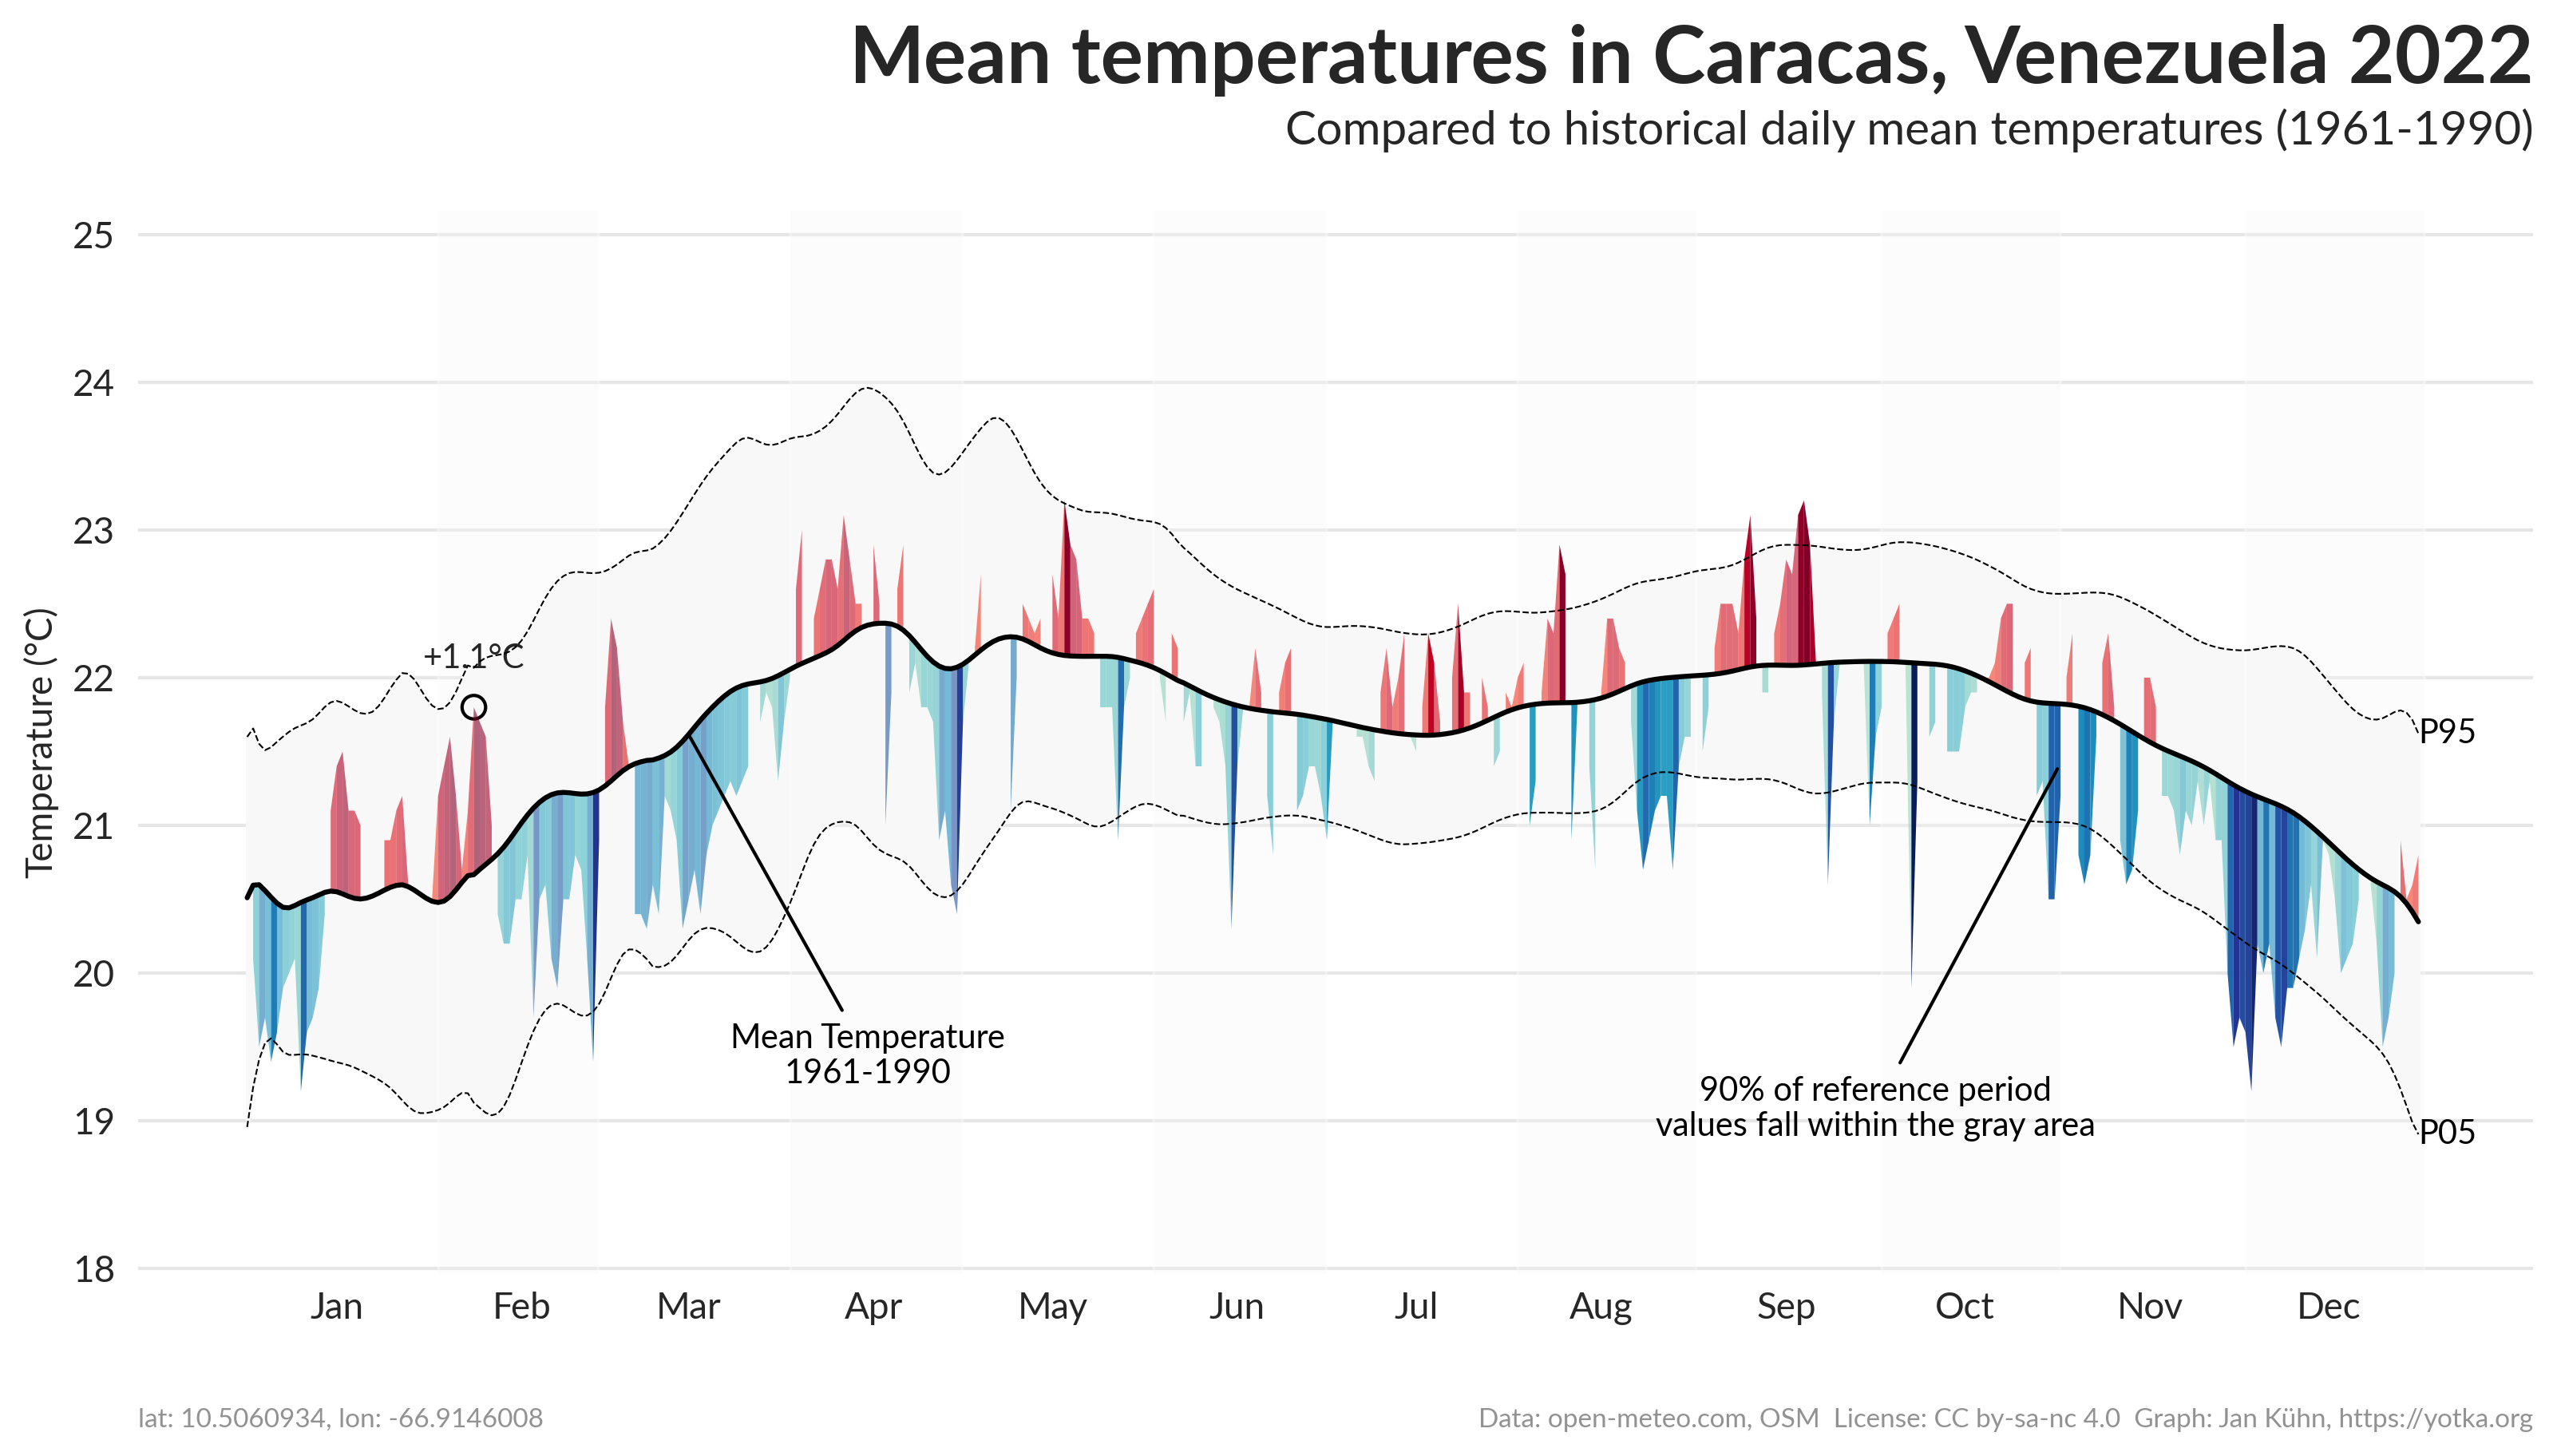 Mean temperatures in Caracas, Venezuela 2022
Compared to historical daily mean temperatures (1961-1990)
Temperature (°C)
25
24
23
22
21
20
19
18
+1.1°C
P95
P05
Mean Temperature
1961-1990
90% of reference period
values fall within the gray area
Jan Feb Mar Apr May Jun Jul Aug Sep Oct Nov Dec
lat: 10.5060934, lon: -66.9146008
Data: open-meteo.com, OSM  License: CC by-sa-nc 4.0  Graph: Jan Kühn, https://yotka.org